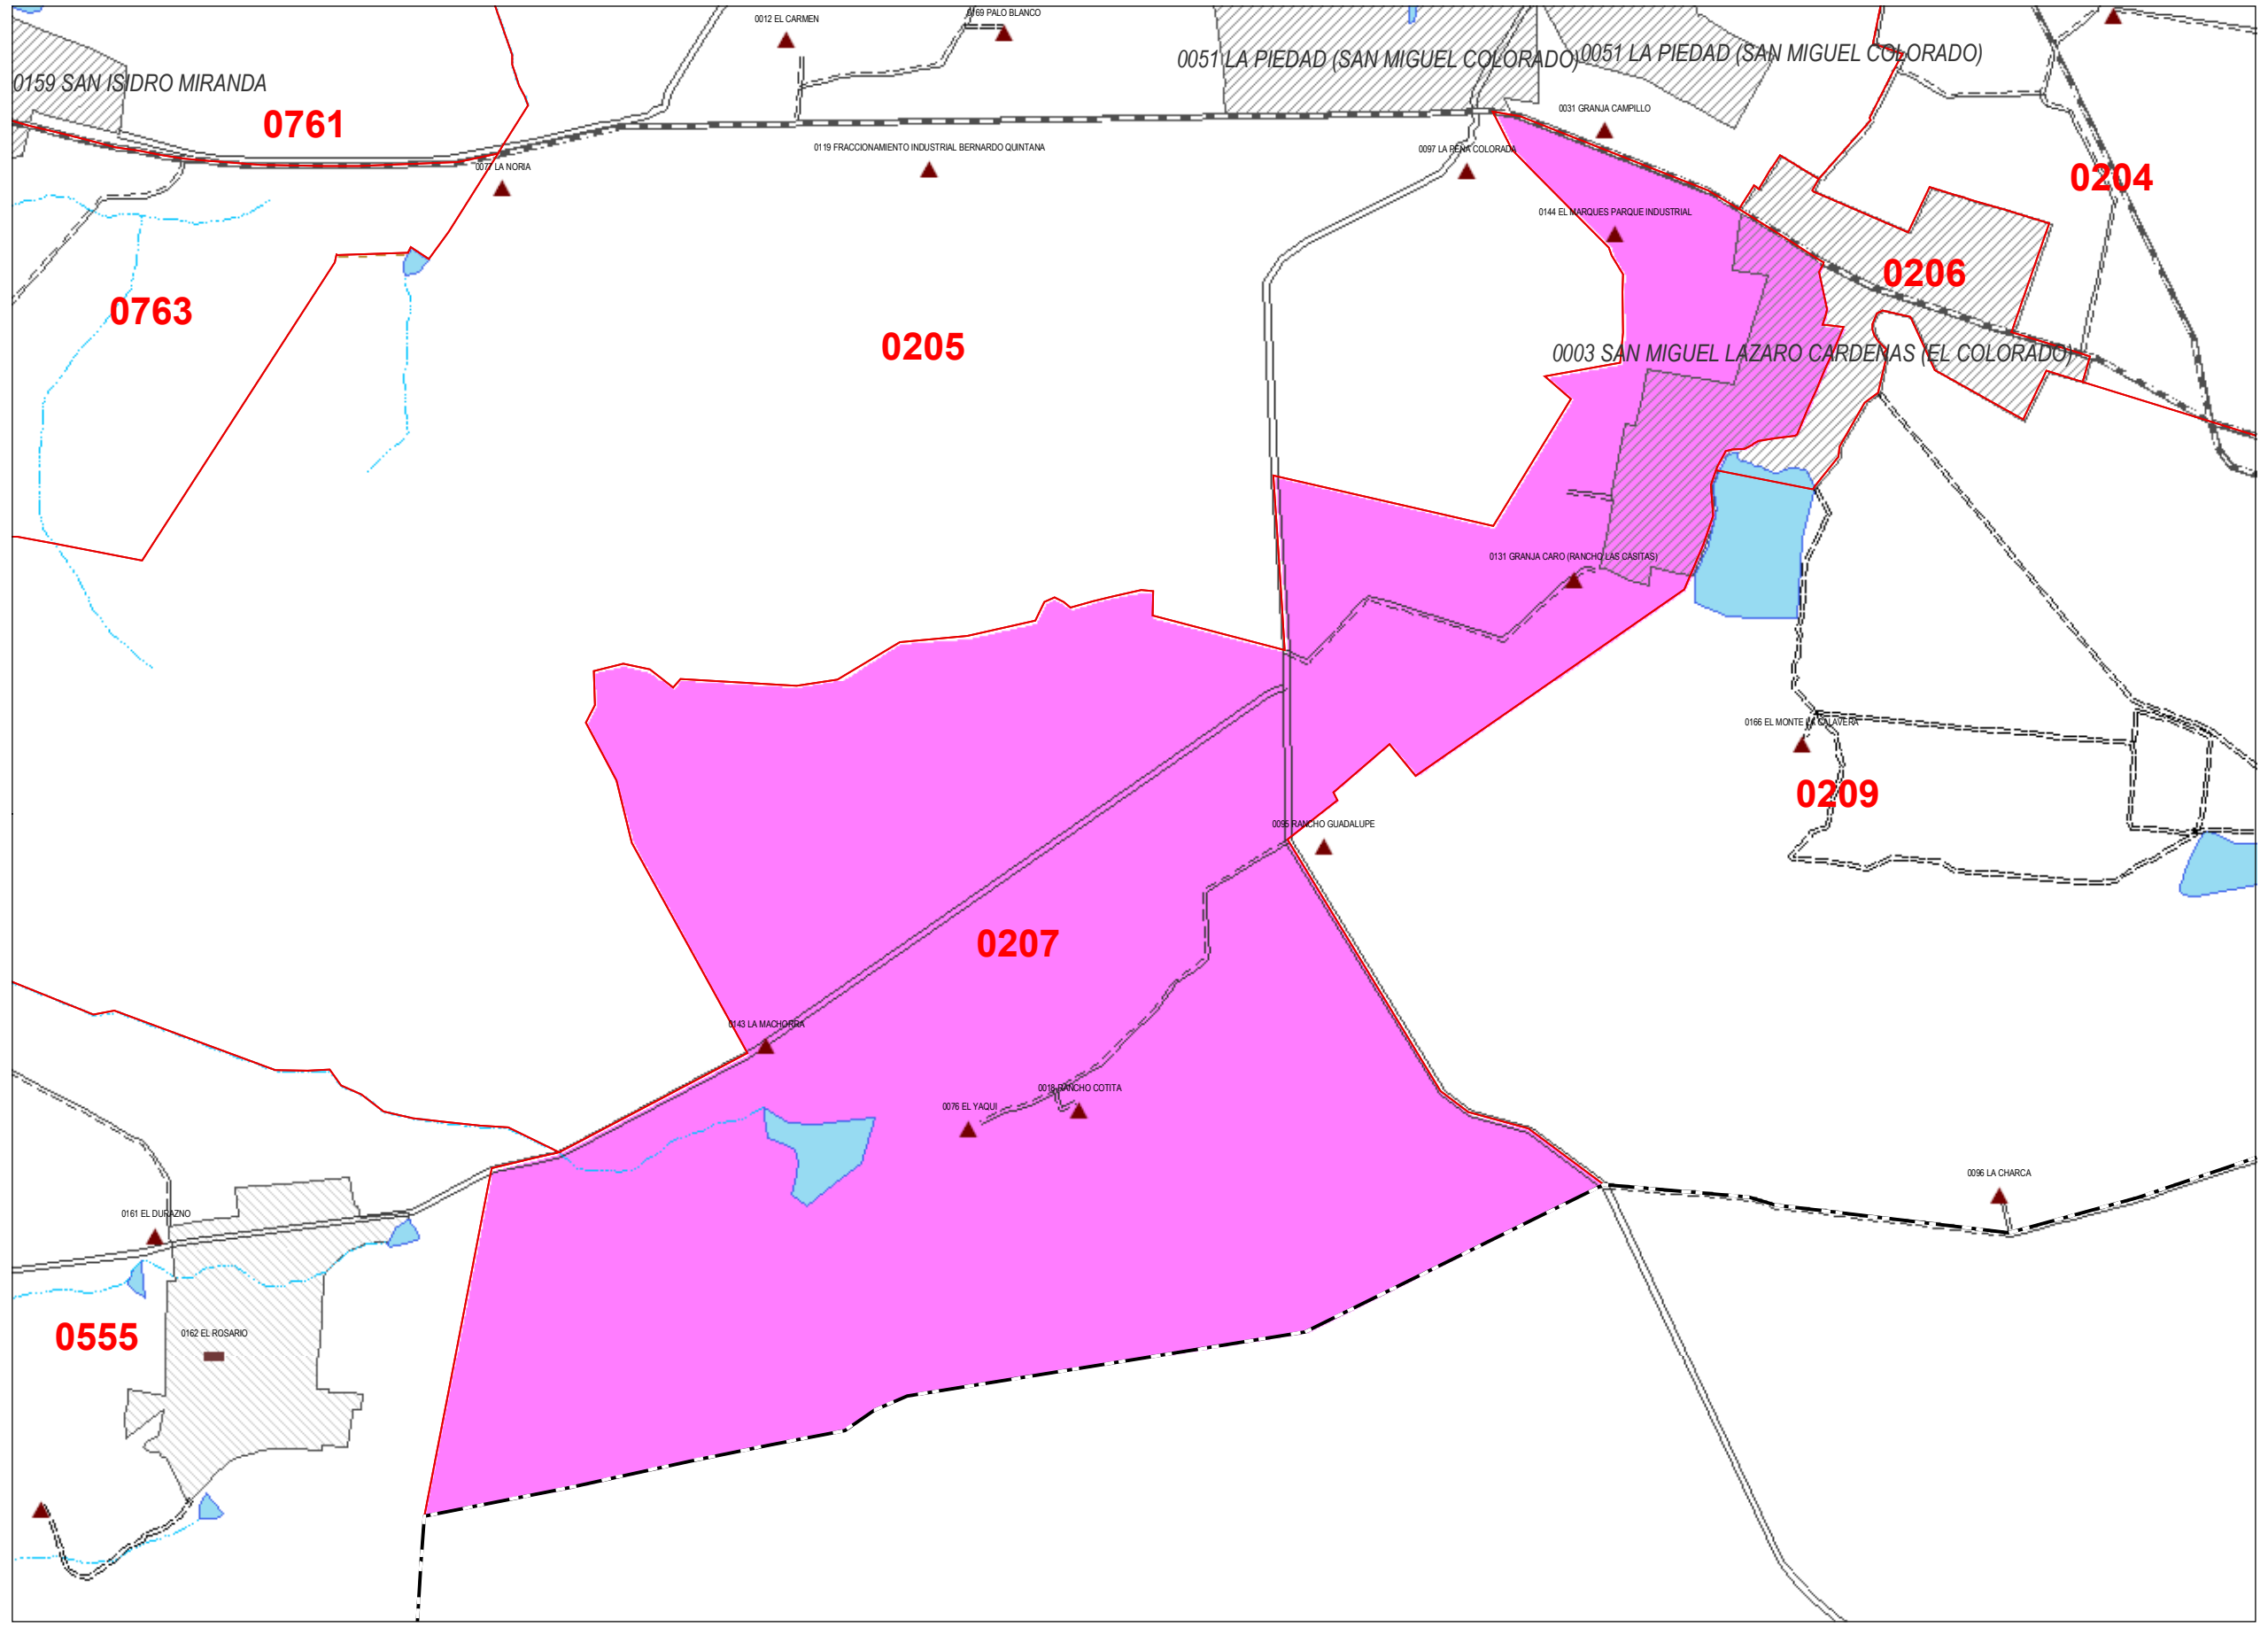 0012 EL CARMEN
0169 PALO BLANCO
0051 LA PIEDAD (SAN MIGUEL COLORADO)
0051 LA PIEDAD (SAN MIGUEL COLORADO)
0159 SAN ISIDRO MIRANDA
0761
0031 GRANJA CAMPILLO
0119 FRACCIONAMIENTO INDUSTRIAL BERNARDO QUINTANA
0097 LA PEÑA COLORADA
0077 LA NORIA
0204
0144 EL MARQUES PARQUE INDUSTRIAL
0206
0763
0205
0003 SAN MIGUEL LAZARO CARDENAS (EL COLORADO)
0131 GRANJA CARO (RANCHO LAS CASITAS)
0166 EL MONTE LA CALAVERA
0209
0095 RANCHO GUADALUPE
0207
0143 LA MACHORRA
0018 RANCHO COTITA
0076 EL YAQUI
0096 LA CHARCA
0161 EL DURAZNO
0555
0162 EL ROSARIO